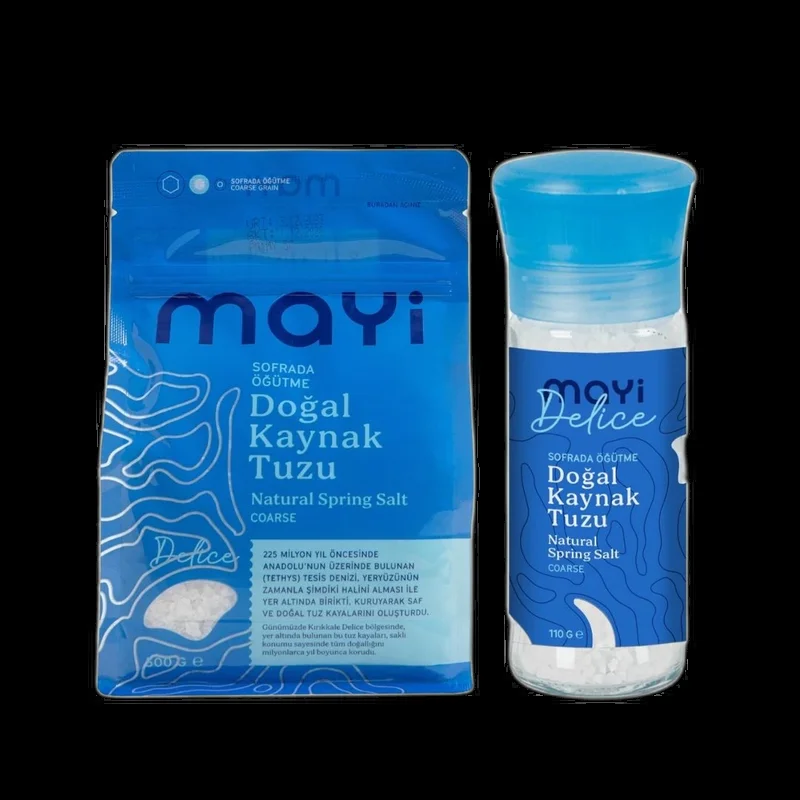 SOFRADA ÖĞÜTME
COARSE GRAIN
BURADAN AÇINIZ
mayi
SOFRADA
ÖĞÜTME
Doğal
Kaynak
Tuzu
Natural Spring Salt
COARSE
Delice
225 MİLYON YIL ÖNCESİNDE
ANADOLU'NUN ÜZERİNDE BULUNAN
(TETHYS) TESİS DENİZİ, YERYÜZÜNÜN
ZAMANLA ŞİMDİKİ HALİNİ ALMASI İLE
YER ALTINDA BİRİKTİ, KURUYARAK SAF
VE DOĞAL TUZ KAYALARINI OLUŞTURDU.
Günümüzde Kırıkkale Delice bölgesinde,
yer altında bulunan bu tuz kayaları, saklı
konumu sayesinde tüm doğallığını
milyonlarca yıl boyunca korudu.
500 G e
mayi
Delice
SOFRADA ÖĞÜTME
Doğal
Kaynak
Tuzu
Natural
Spring Salt
COARSE
110 G e